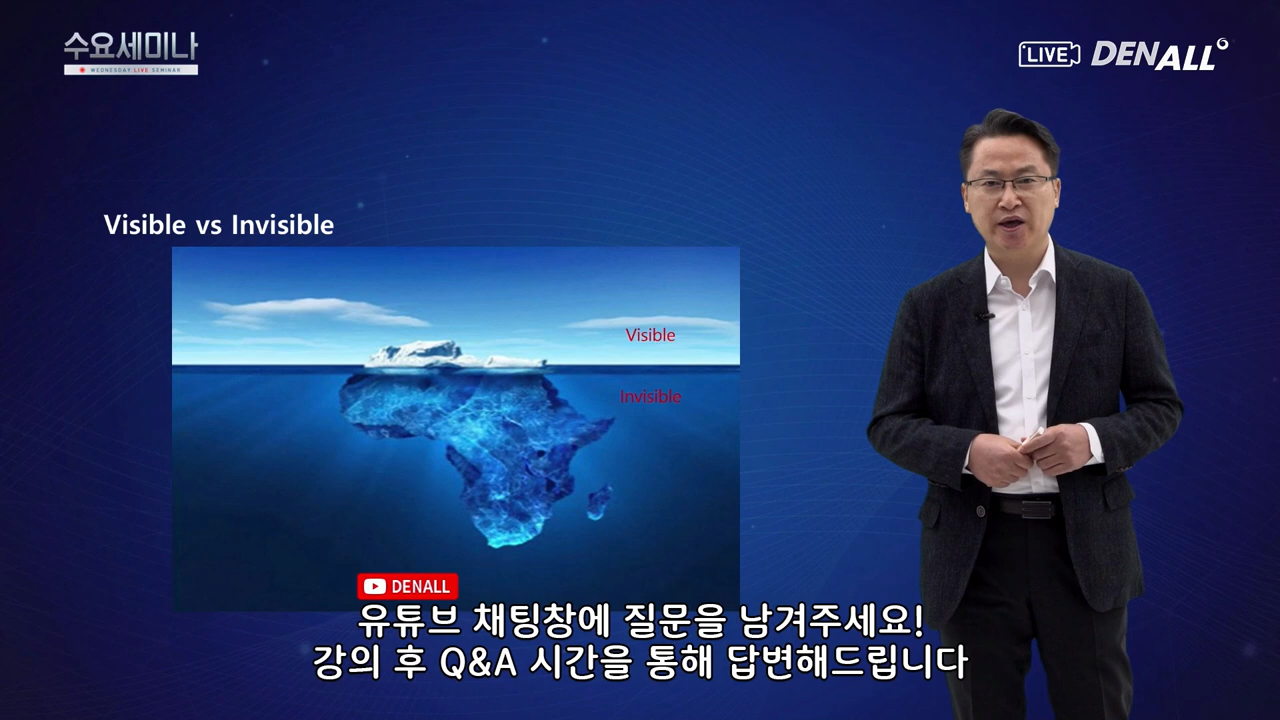 수요세미나
WEDNESDAY LIVE SEMINAR
LIVE
DENALL
Visible vs Invisible
Visible
Invisible
DENALL
유튜브 채팅창에 질문을 남겨주세요!
강의 후 Q&A 시간을 통해 답변해드립니다